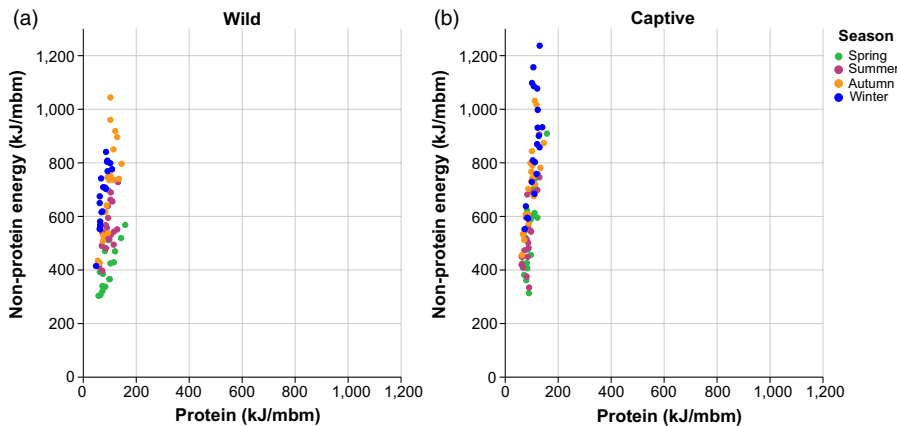 (a)
Wild
Non-protein energy (kJ/mbm)
1,200
1,000
800
600
400
200
0
0 200 400 600 800 1,000 1,200
Protein (kJ/mbm)
(b)
Captive
Non-protein energy (kJ/mbm)
1,200
1,000
800
600
400
200
0
0 200 400 600 800 1,000 1,200
Protein (kJ/mbm)
Season
Spring
Summer
Autumn
Winter